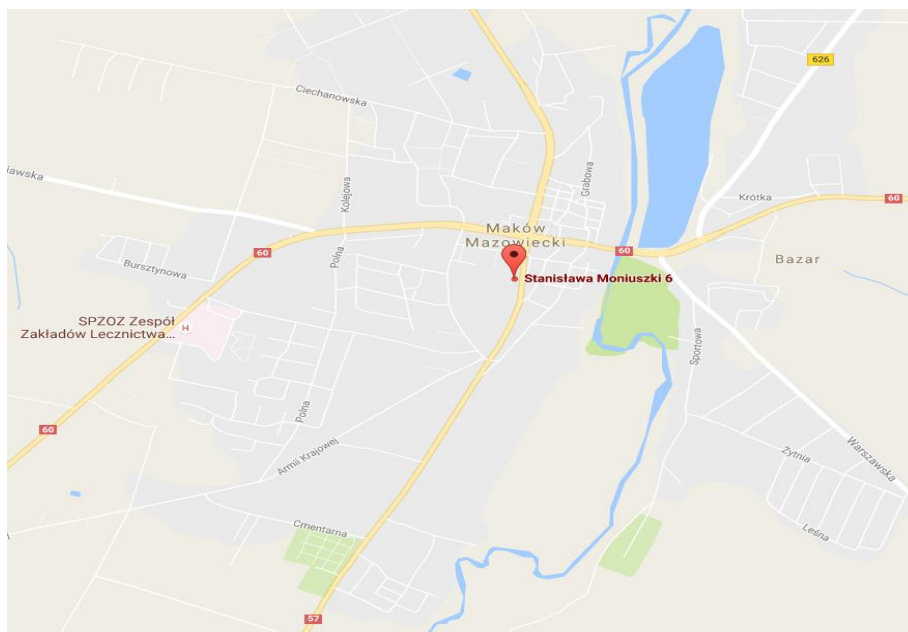 626
Ciechanowska
iawska
Kolejowa
Grabowa
Krótka
60
Maków
Mazowiecki
60
60
Polna
Bazar
Bursztynowa
Stanisława Moniuszki 6
SPZOZ Zespół
Zakładów Lecznictwa...
H
Sportowa
Polna
60
Armii Krajowej
Żytnia
Warszawska
Cmentarna
Leśna
57